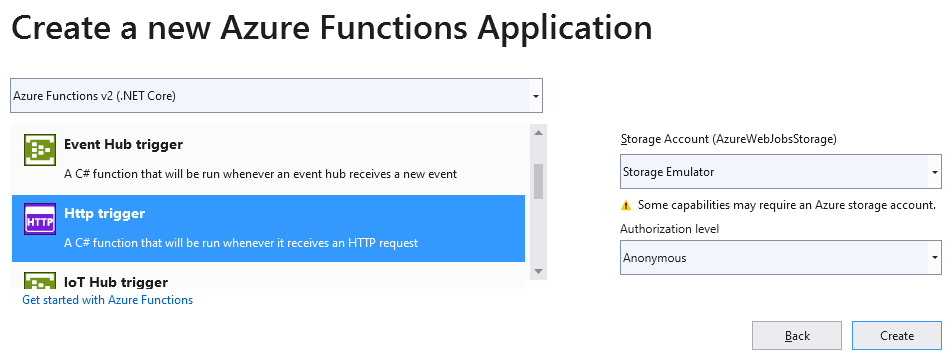 Create a new Azure Functions Application
Azure Functions v2 (.NET Core)
Event Hub trigger
A C# function that will be run whenever an event hub receives a new event
HTTP
Http trigger
A C# function that will be run whenever it receives an HTTP request
IoT Hub trigger
Get started with Azure Functions
Storage Account (AzureWebJobsStorage)
Storage Emulator
Some capabilities may require an Azure storage account.
Authorization level
Anonymous
Back
Create